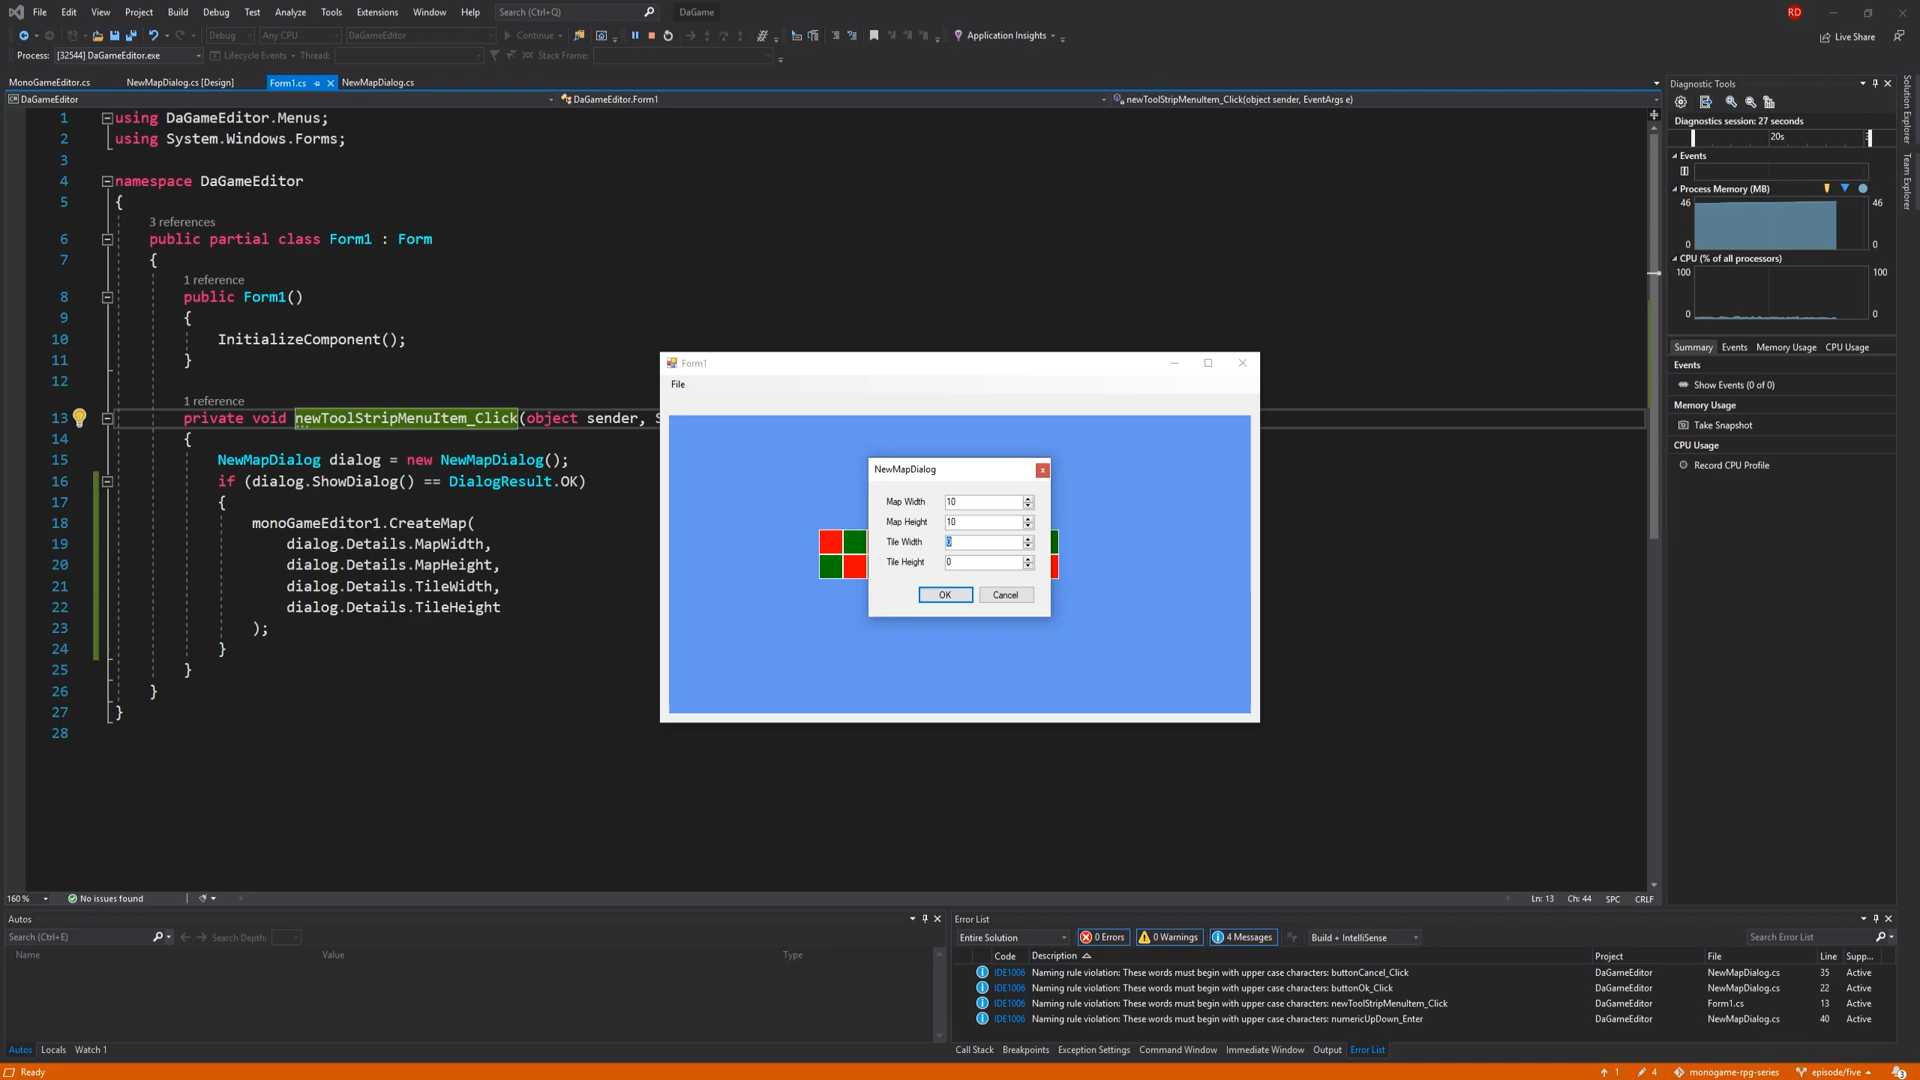 File Edit View Project Build Debug Test Analyze Tools Extensions Window Help Search (Ctrl+Q) DaGame RD
Debug Any CPU DaGameEditor Continue Application Insights Live Share
Process: [32544] DaGameEditor.exe Lifecycle Events Thread: Stack Frame:
MonoGameEditor.cs NewMapDialog.cs [Design] Form1.cs NewMapDialog.cs
DaGameEditor DaGameEditor.Form1 newToolStripMenuItem_Click(object sender, EventArgs e)
1 using DaGameEditor.Menus;
2 using System.Windows.Forms;
3
4 namespace DaGameEditor
5 {
3 references
6 public partial class Form1 : Form
7 {
1 reference
8 public Form1()
9 {
10 InitializeComponent();
11 }
12
1 reference
13 private void newToolStripMenuItem_Click(object sender, S
14 {
15 NewMapDialog dialog = new NewMapDialog();
16 if (dialog.ShowDialog() == DialogResult.OK)
17 {
18 monoGameEditor1.CreateMap(
19 dialog.Details.MapWidth,
20 dialog.Details.MapHeight,
21 dialog.Details.TileWidth,
22 dialog.Details.TileHeight
23 );
24 }
25 }
26 }
27 }
28
Form1
File
NewMapDialog x
Map Width 10
Map Height 10
Tile Width 0
Tile Height 0
OK Cancel
Diagnostic Tools
Diagnostics session: 27 seconds
20s
Events
Process Memory (MB)
46 46
0 0
CPU (% of all processors)
100 100
0 0
Summary Events Memory Usage CPU Usage
Events
Show Events (0 of 0)
Memory Usage
Take Snapshot
CPU Usage
Record CPU Profile
Solution Explorer
Team Explorer
160 % No issues found Ln: 13 Ch: 44 SPC CRLF
Autos
Search (Ctrl+E) Search Depth:
Name Value Type
Autos Locals Watch 1
Error List
Entire Solution 0 Errors 0 Warnings 4 Messages Build + IntelliSense Search Error List
Code Description Project File Line Supp...
IDE1006 Naming rule violation: These words must begin with upper case characters: buttonCancel_Click DaGameEditor NewMapDialog.cs 35 Active
IDE1006 Naming rule violation: These words must begin with upper case characters: buttonOk_Click DaGameEditor NewMapDialog.cs 22 Active
IDE1006 Naming rule violation: These words must begin with upper case characters: newToolStripMenuItem_Click DaGameEditor Form1.cs 13 Active
IDE1006 Naming rule violation: These words must begin with upper case characters: numericUpDown_Enter DaGameEditor NewMapDialog.cs 40 Active
Call Stack Breakpoints Exception Settings Command Window Immediate Window Output Error List
Ready 1 4 monogame-rpg-series episode/five 3